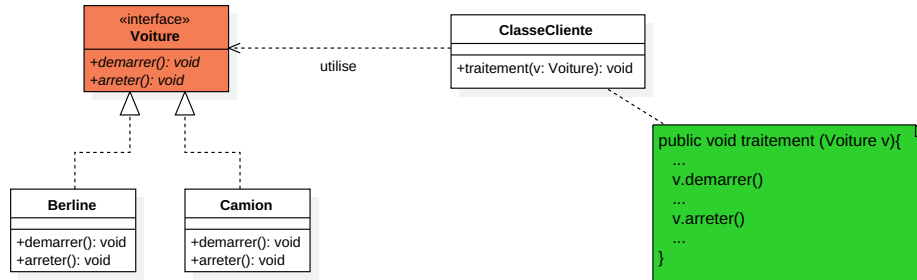 «interface»
Voiture
+demarrer(): void
+arreter(): void
ClasseCliente
+traitement(v: Voiture): void
utilise
public void traitement (Voiture v){
...
v.demarrer()
...
v.arreter()
...
}
Berline
+demarrer(): void
+arreter(): void
Camion
+demarrer(): void
+arreter(): void